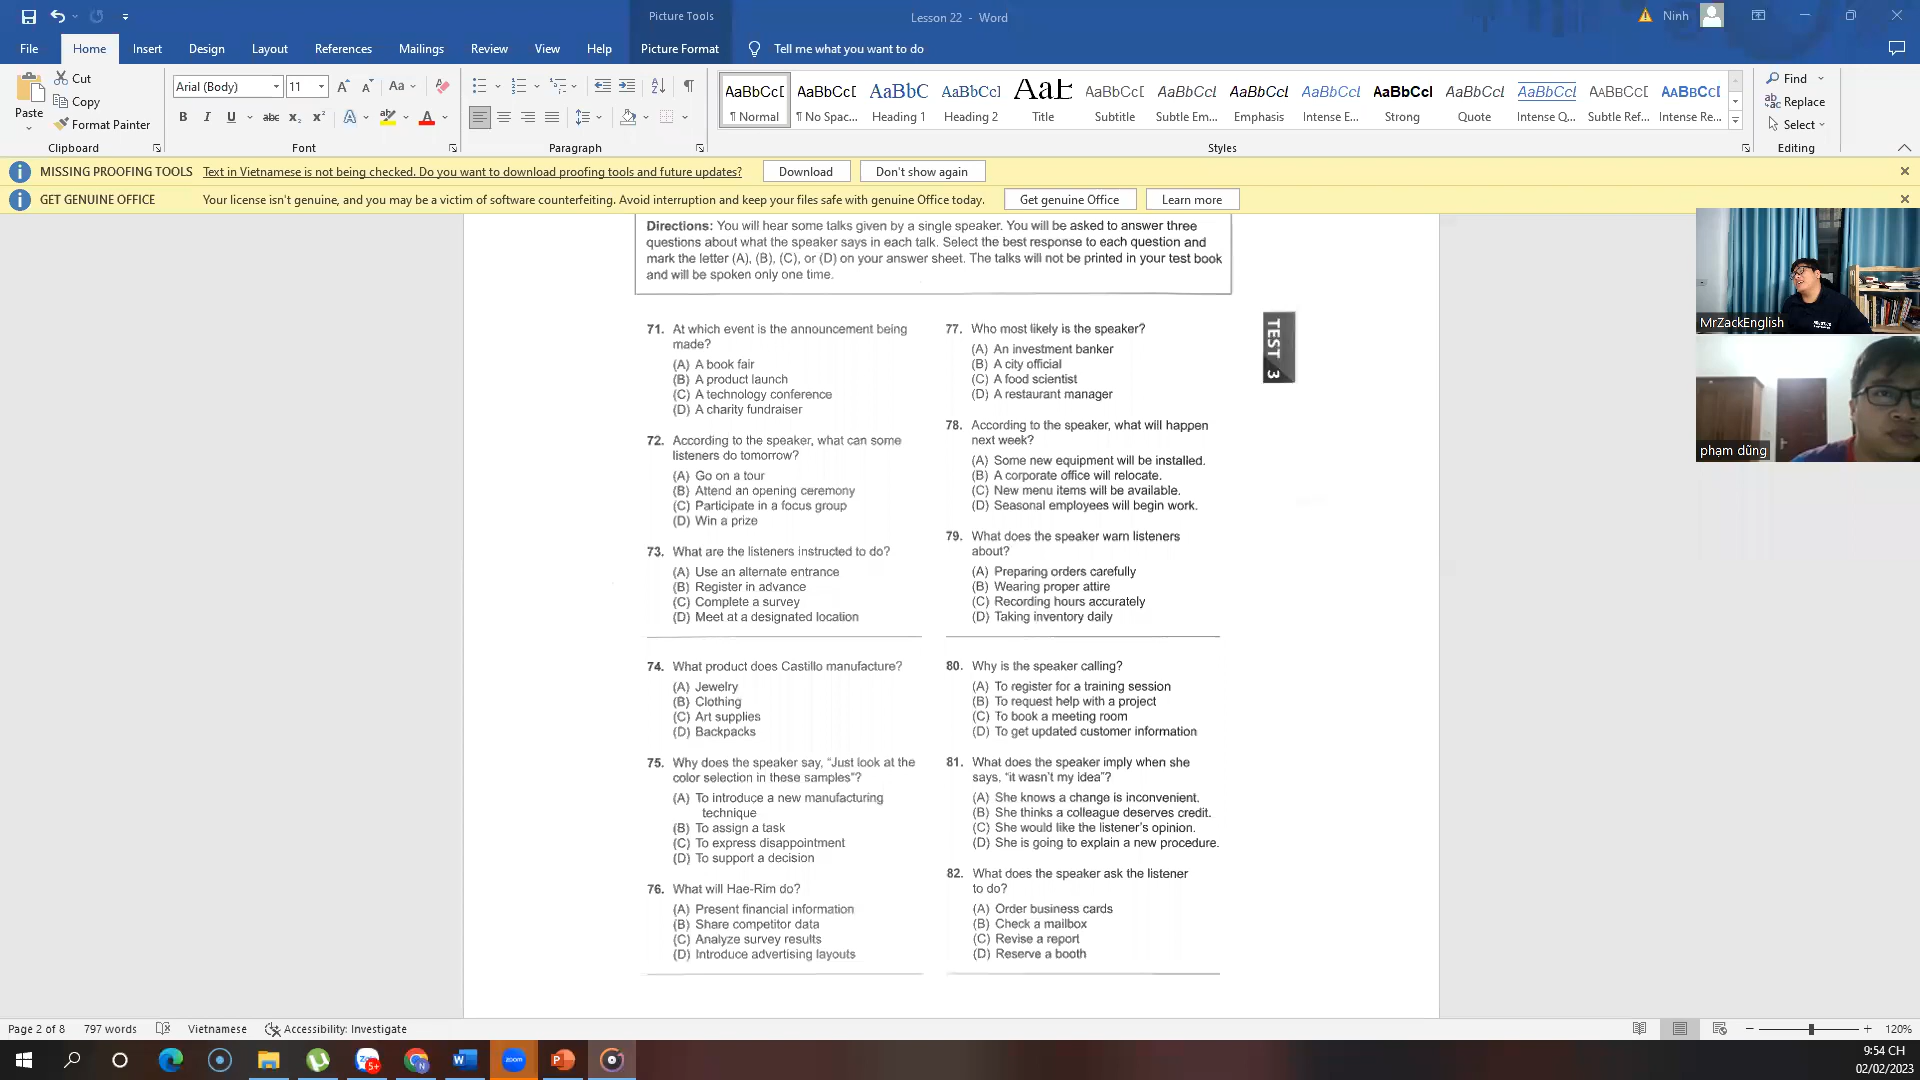 Picture Tools
Lesson 22 - Word
Ninh
File Home Insert Design Layout References Mailings Review View Help Picture Format Tell me what you want to do
Paste
Cut
Copy
Format Painter
Clipboard
Arial (Body) 11
Font
Paragraph
AaBbCcD AaBbCcD AaBbC AaBbCcI AaB AaBbCcD AaBbCcI AaBbCcI AaBbCcI AaBbCcI AaBbCcI AaBbCcI AABBCCD AABBCCD
¶ Normal ¶ No Spac... Heading 1 Heading 2 Title Subtitle Subtle Em... Emphasis Intense E... Strong Quote Intense Q... Subtle Ref... Intense Re...
Styles
Find
Replace
Select
Editing
MISSING PROOFING TOOLS Text in Vietnamese is not being checked. Do you want to download proofing tools and future updates? Download Don't show again
GET GENUINE OFFICE Your license isn't genuine, and you may be a victim of software counterfeiting. Avoid interruption and keep your files safe with genuine Office today. Get genuine Office Learn more
Directions: You will hear some talks given by a single speaker. You will be asked to answer three
questions about what the speaker says in each talk. Select the best response to each question and
mark the letter (A), (B), (C), or (D) on your answer sheet. The talks will not be printed in your test book
and will be spoken only one time.
71. At which event is the announcement being
made?
(A) A book fair
(B) A product launch
(C) A technology conference
(D) A charity fundraiser
72. According to the speaker, what can some
listeners do tomorrow?
(A) Go on a tour
(B) Attend an opening ceremony
(C) Participate in a focus group
(D) Win a prize
73. What are the listeners instructed to do?
(A) Use an alternate entrance
(B) Register in advance
(C) Complete a survey
(D) Meet at a designated location
74. What product does Castillo manufacture?
(A) Jewelry
(B) Clothing
(C) Art supplies
(D) Backpacks
75. Why does the speaker say, “Just look at the
color selection in these samples”?
(A) To introduce a new manufacturing
technique
(B) To assign a task
(C) To express disappointment
(D) To support a decision
76. What will Hae-Rim do?
(A) Present financial information
(B) Share competitor data
(C) Analyze survey results
(D) Introduce advertising layouts
77. Who most likely is the speaker?
(A) An investment banker
(B) A city official
(C) A food scientist
(D) A restaurant manager
78. According to the speaker, what will happen
next week?
(A) Some new equipment will be installed.
(B) A corporate office will relocate.
(C) New menu items will be available.
(D) Seasonal employees will begin work.
79. What does the speaker warn listeners
about?
(A) Preparing orders carefully
(B) Wearing proper attire
(C) Recording hours accurately
(D) Taking inventory daily
80. Why is the speaker calling?
(A) To register for a training session
(B) To request help with a project
(C) To book a meeting room
(D) To get updated customer information
81. What does the speaker imply when she
says, “it wasn't my idea”?
(A) She knows a change is inconvenient.
(B) She thinks a colleague deserves credit.
(C) She would like the listener's opinion.
(D) She is going to explain a new procedure.
82. What does the speaker ask the listener
to do?
(A) Order business cards
(B) Check a mailbox
(C) Revise a report
(D) Reserve a booth
TEST 3
MrZackEnglish
phạm dũng
Page 2 of 8 797 words Vietnamese Accessibility: Investigate 120%
zoom
9:54 CH
02/02/2023